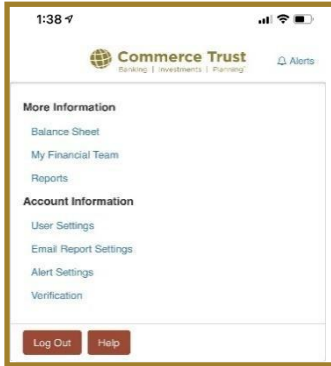 1:38
Commerce Trust
Banking | Investments | Planning
Alerts
More Information
Balance Sheet
My Financial Team
Reports
Account Information
User Settings
Email Report Settings
Alert Settings
Verification
Log Out Help